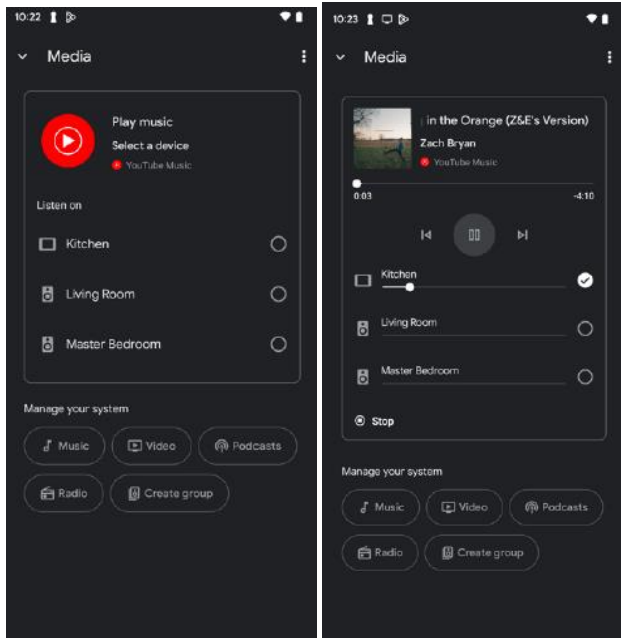 10:22
Media
Play music
Select a device
YouTube Music
Listen on
Kitchen
Living Room
Master Bedroom
Manage your system
Music
Video
Podcasts
Radio
Create group
10:23
Media
in the Orange (Z&E's Version)
Zach Bryan
YouTube Music
0:03
-4:10
Kitchen
Living Room
Master Bedroom
Stop
Manage your system
Music
Video
Podcasts
Radio
Create group